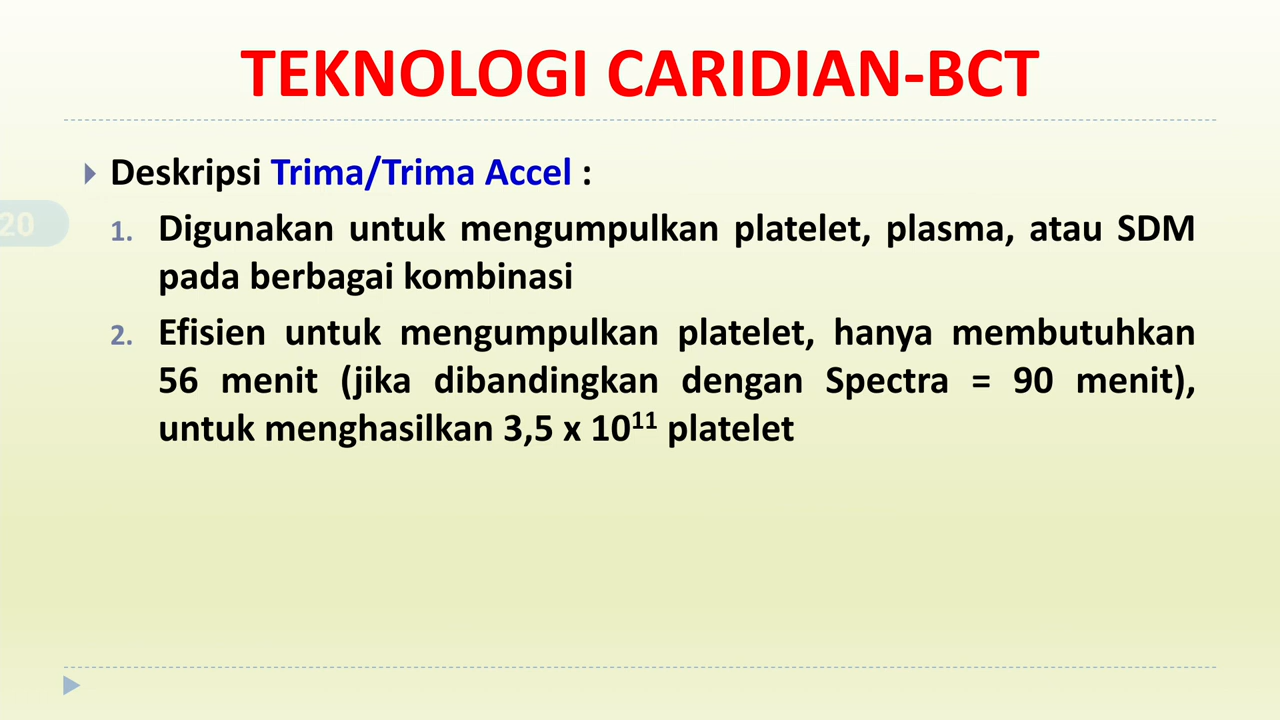 TEKNOLOGI CARIDIAN-BCT
Deskripsi Trima/Trima Accel :
20
1. Digunakan untuk mengumpulkan platelet, plasma, atau SDM
pada berbagai kombinasi
2. Efisien untuk mengumpulkan platelet, hanya membutuhkan
56 menit (jika dibandingkan dengan Spectra = 90 menit),
untuk menghasilkan 3,5 x 10¹¹ platelet